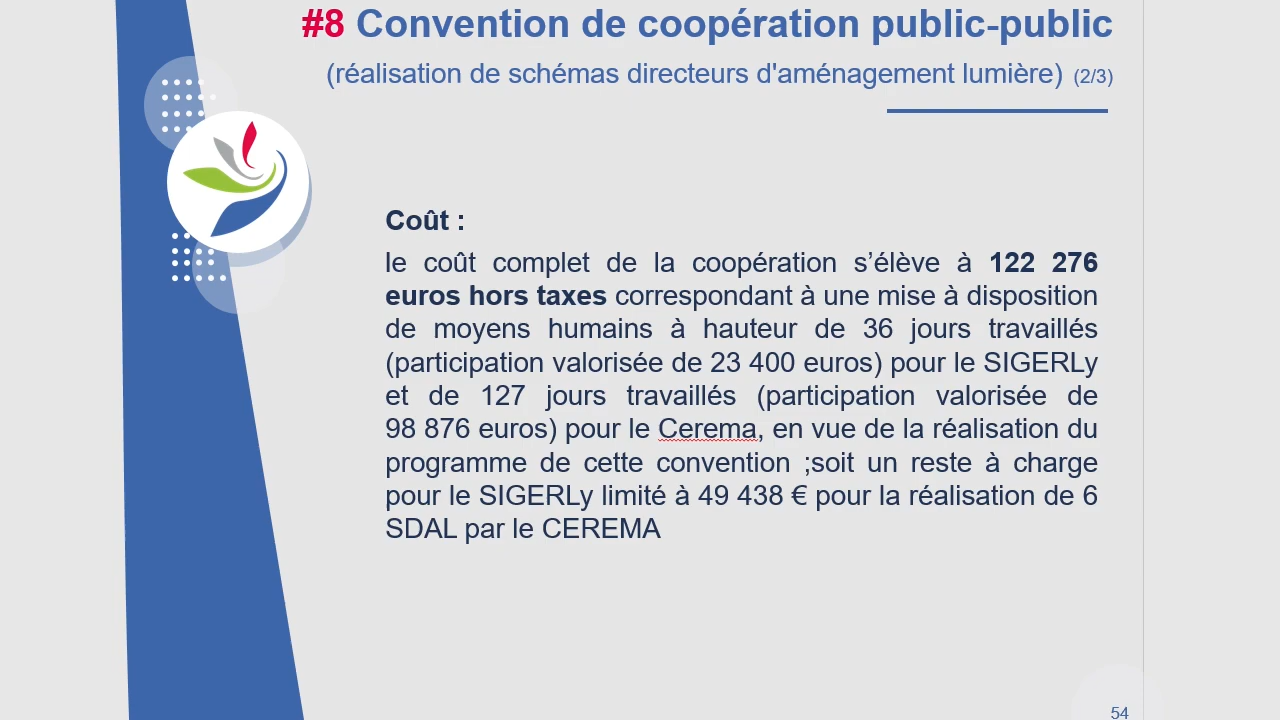 #8 Convention de coopération public-public
(réalisation de schémas directeurs d'aménagement lumière) (2/3)
Coût :
le coût complet de la coopération s’élève à 122 276
euros hors taxes correspondant à une mise à disposition
de moyens humains à hauteur de 36 jours travaillés
(participation valorisée de 23 400 euros) pour le SIGERLy
et de 127 jours travaillés (participation valorisée de
98 876 euros) pour le Cerema, en vue de la réalisation du
programme de cette convention ;soit un reste à charge
pour le SIGERLy limité à 49 438 € pour la réalisation de 6
SDAL par le CEREMA
54